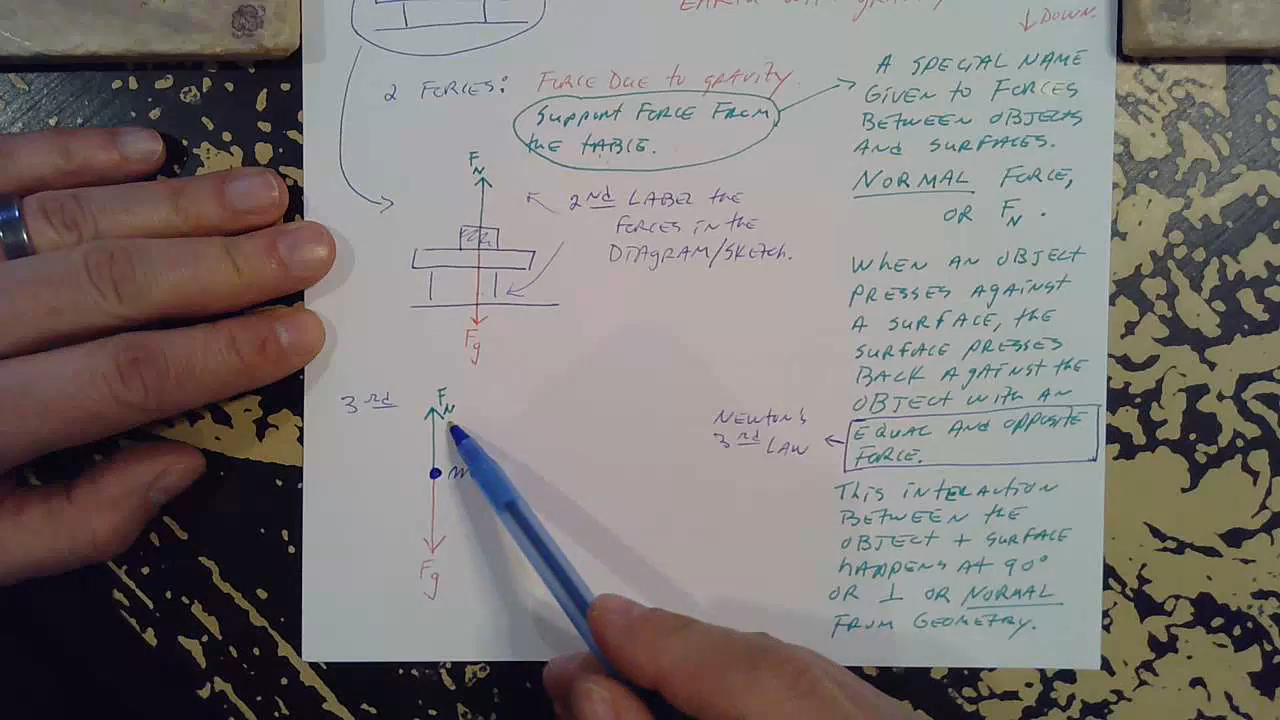 EARTH
GRAVITY
↓ DOWN.
2 FORCES:
FORCE DUE to gravity.
SUPPORT FORCE FROM
the TABLE.
A SPECIAL NAME
GIVEN to FORCES
BETWEEN OBJECTS
AND SURFACES.
NORMAL FORCE,
OR FN.
FN
2nd LABEL the
FORCES IN the
DIAGRAM/SKETCH.
Fg
WHEN AN OBJECT
PRESSES AGAINST
A SURFACE, the
SURFACE PRESSES
BACK AGAINST the
OBJECT WITH AN
EQUAL AND OPPOSITE
FORCE.
NEWTON'S
3rd LAW
3rd
FN
m
Fg
THIS INTERACTION
BETWEEN the
OBJECT + SURFACE
HAPPENS AT 90°
OR ⊥ OR NORMAL
FROM GEOMETRY.